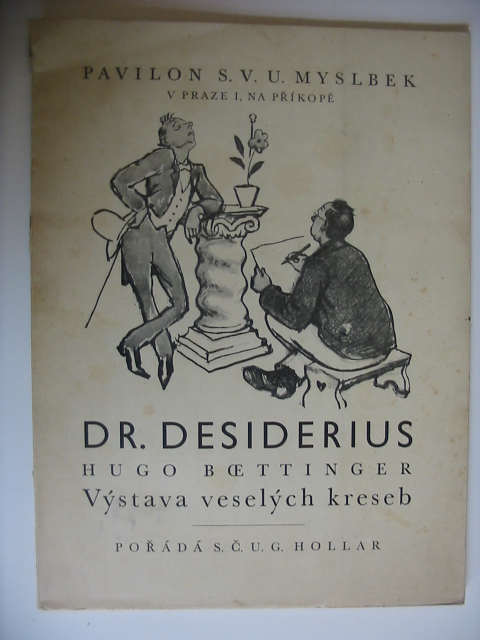 PAVILON S.V.U. MYSLBEK
V PRAZE I, NA PŘÍKOPĚ
DR. DESIDERIUS
HUGO BŒTTINGER
Výstava veselých kreseb
POŘÁDÁ S.Č.U.G. HOLLAR